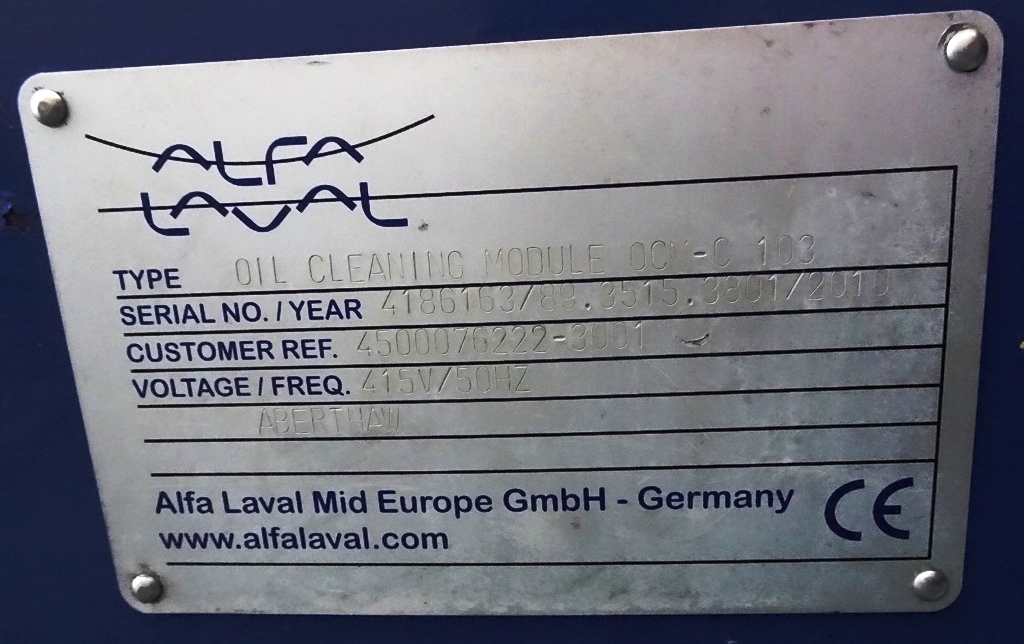 ALFA
LAVAL
TYPE OIL CLEANING MODULE OCM-C 103
SERIAL NO. / YEAR 4186163/89.3515.3801/2010
CUSTOMER REF. 4500076222-3001
VOLTAGE / FREQ. 415V/50HZ
ABERTHAW
Alfa Laval Mid Europe GmbH - Germany CE
www.alfalaval.com